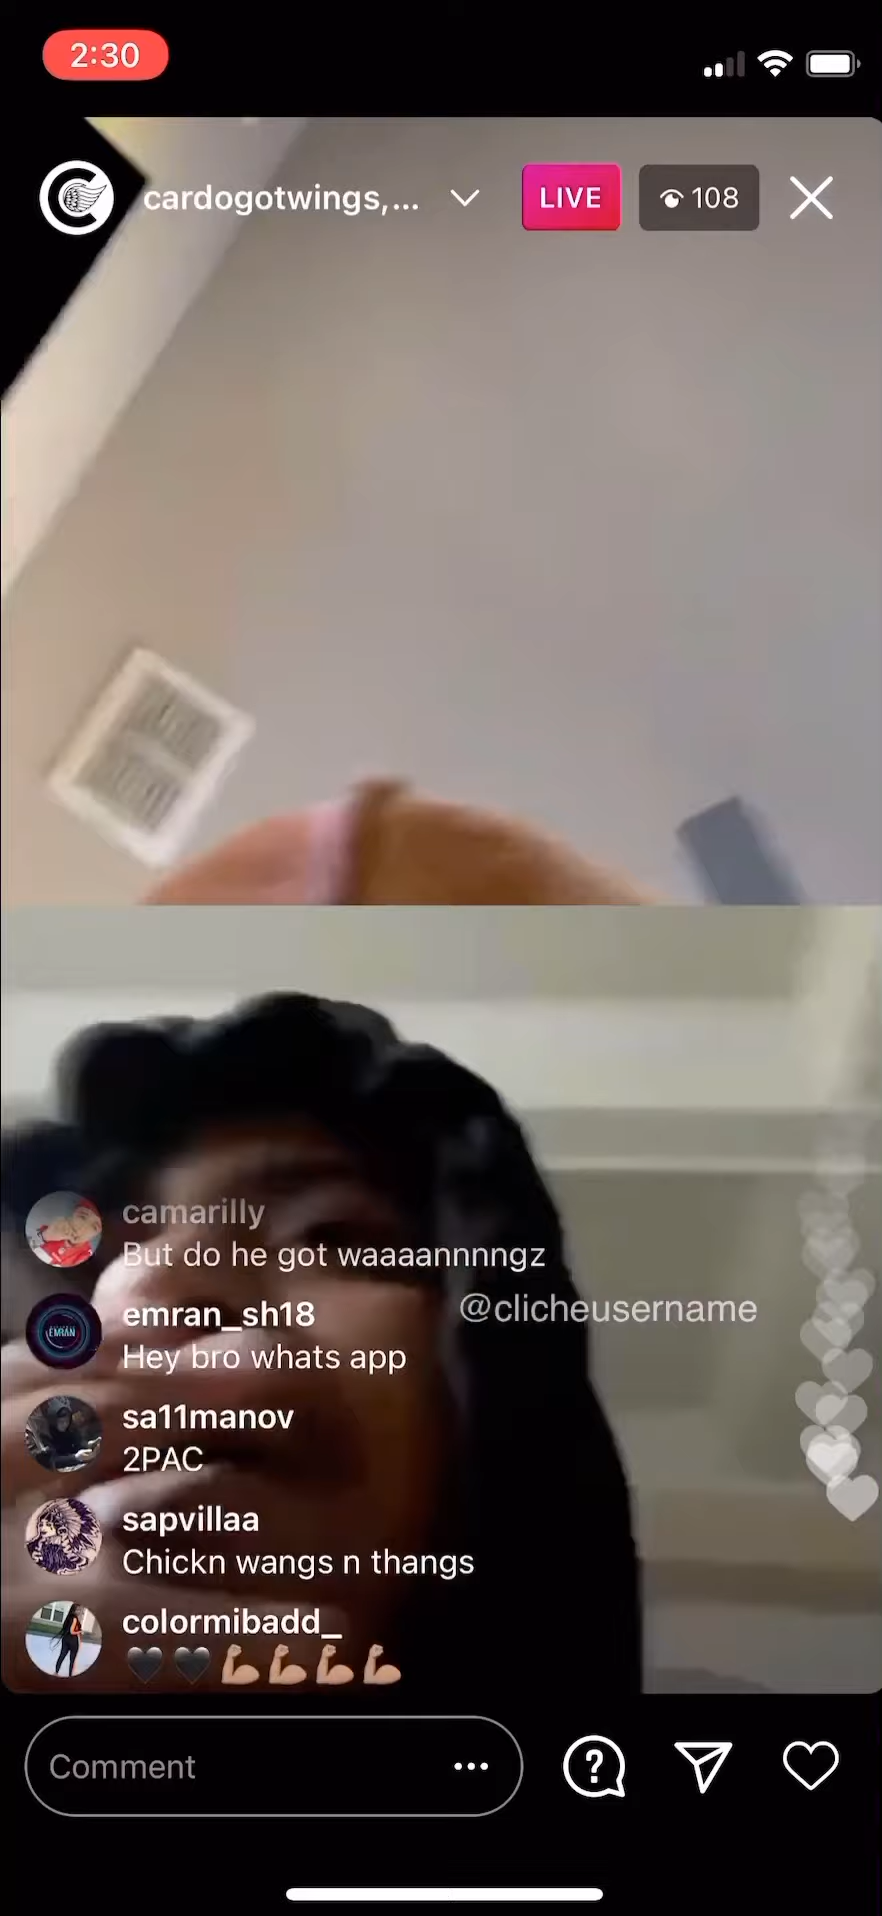 2:30
cardogotwings,...
LIVE
108
camarilly
But do he got waaaannnngz
@clicheusername
emran_sh18
Hey bro whats app
EMRAN
sa11manov
2PAC
sapvillaa
Chickn wangs n thangs
colormibadd_
🖤🖤💪🏽💪🏽💪🏽💪🏽
Comment